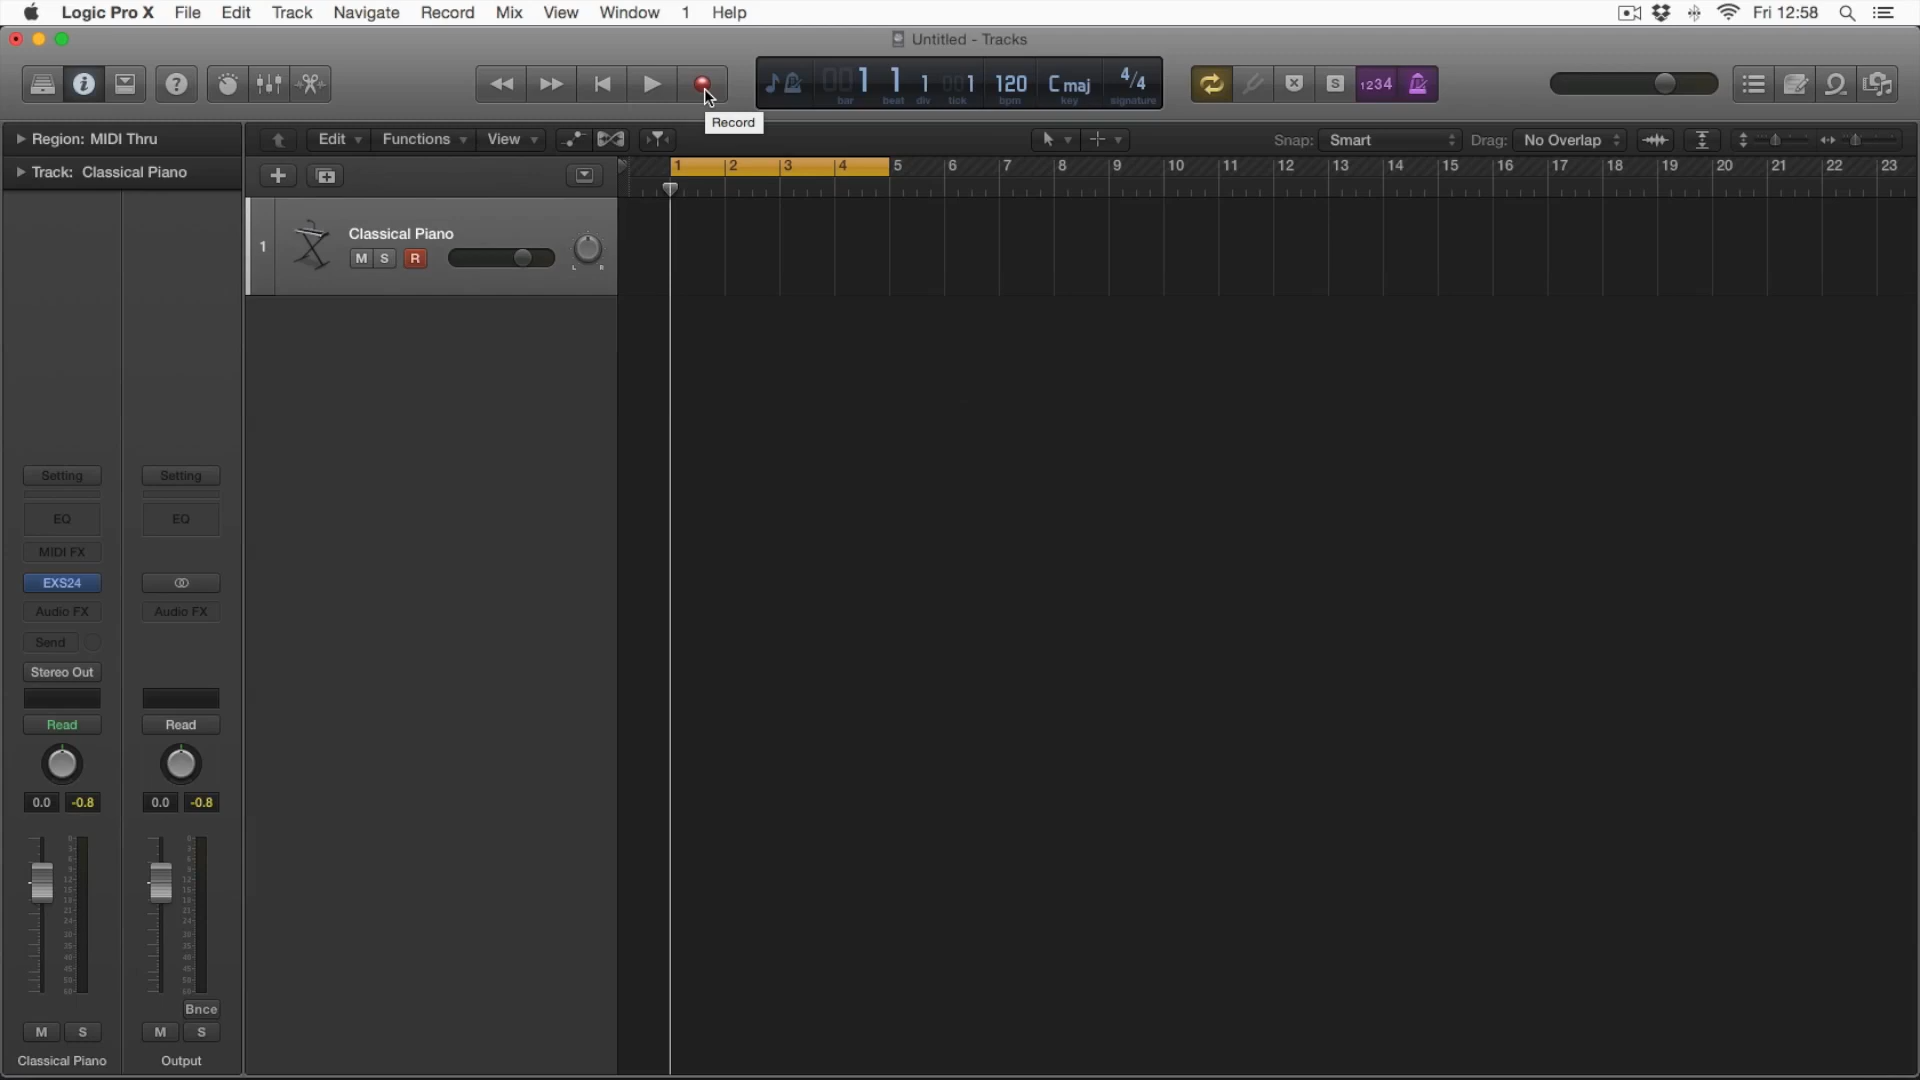 Logic Pro X File Edit Track Navigate Record Mix View Window 1 Help Fri 12:58
Untitled - Tracks
1 1 1 1 120 C maj 4/4
bar beat div tick bpm key signature
S 1234
Record
Region: MIDI Thru
Edit Functions View Snap: Smart Drag: No Overlap
Track: Classical Piano
1 2 3 4 5 6 7 8 9 10 11 12 13 14 15 16 17 18 19 20 21 22 23
1 Classical Piano
M S R
L R
Setting Setting
EQ EQ
MIDI FX
EXS24
Audio FX Audio FX
Send
Stereo Out
Read Read
0.0 -0.8 0.0 -0.8
Bnce
M S M S
Classical Piano Output